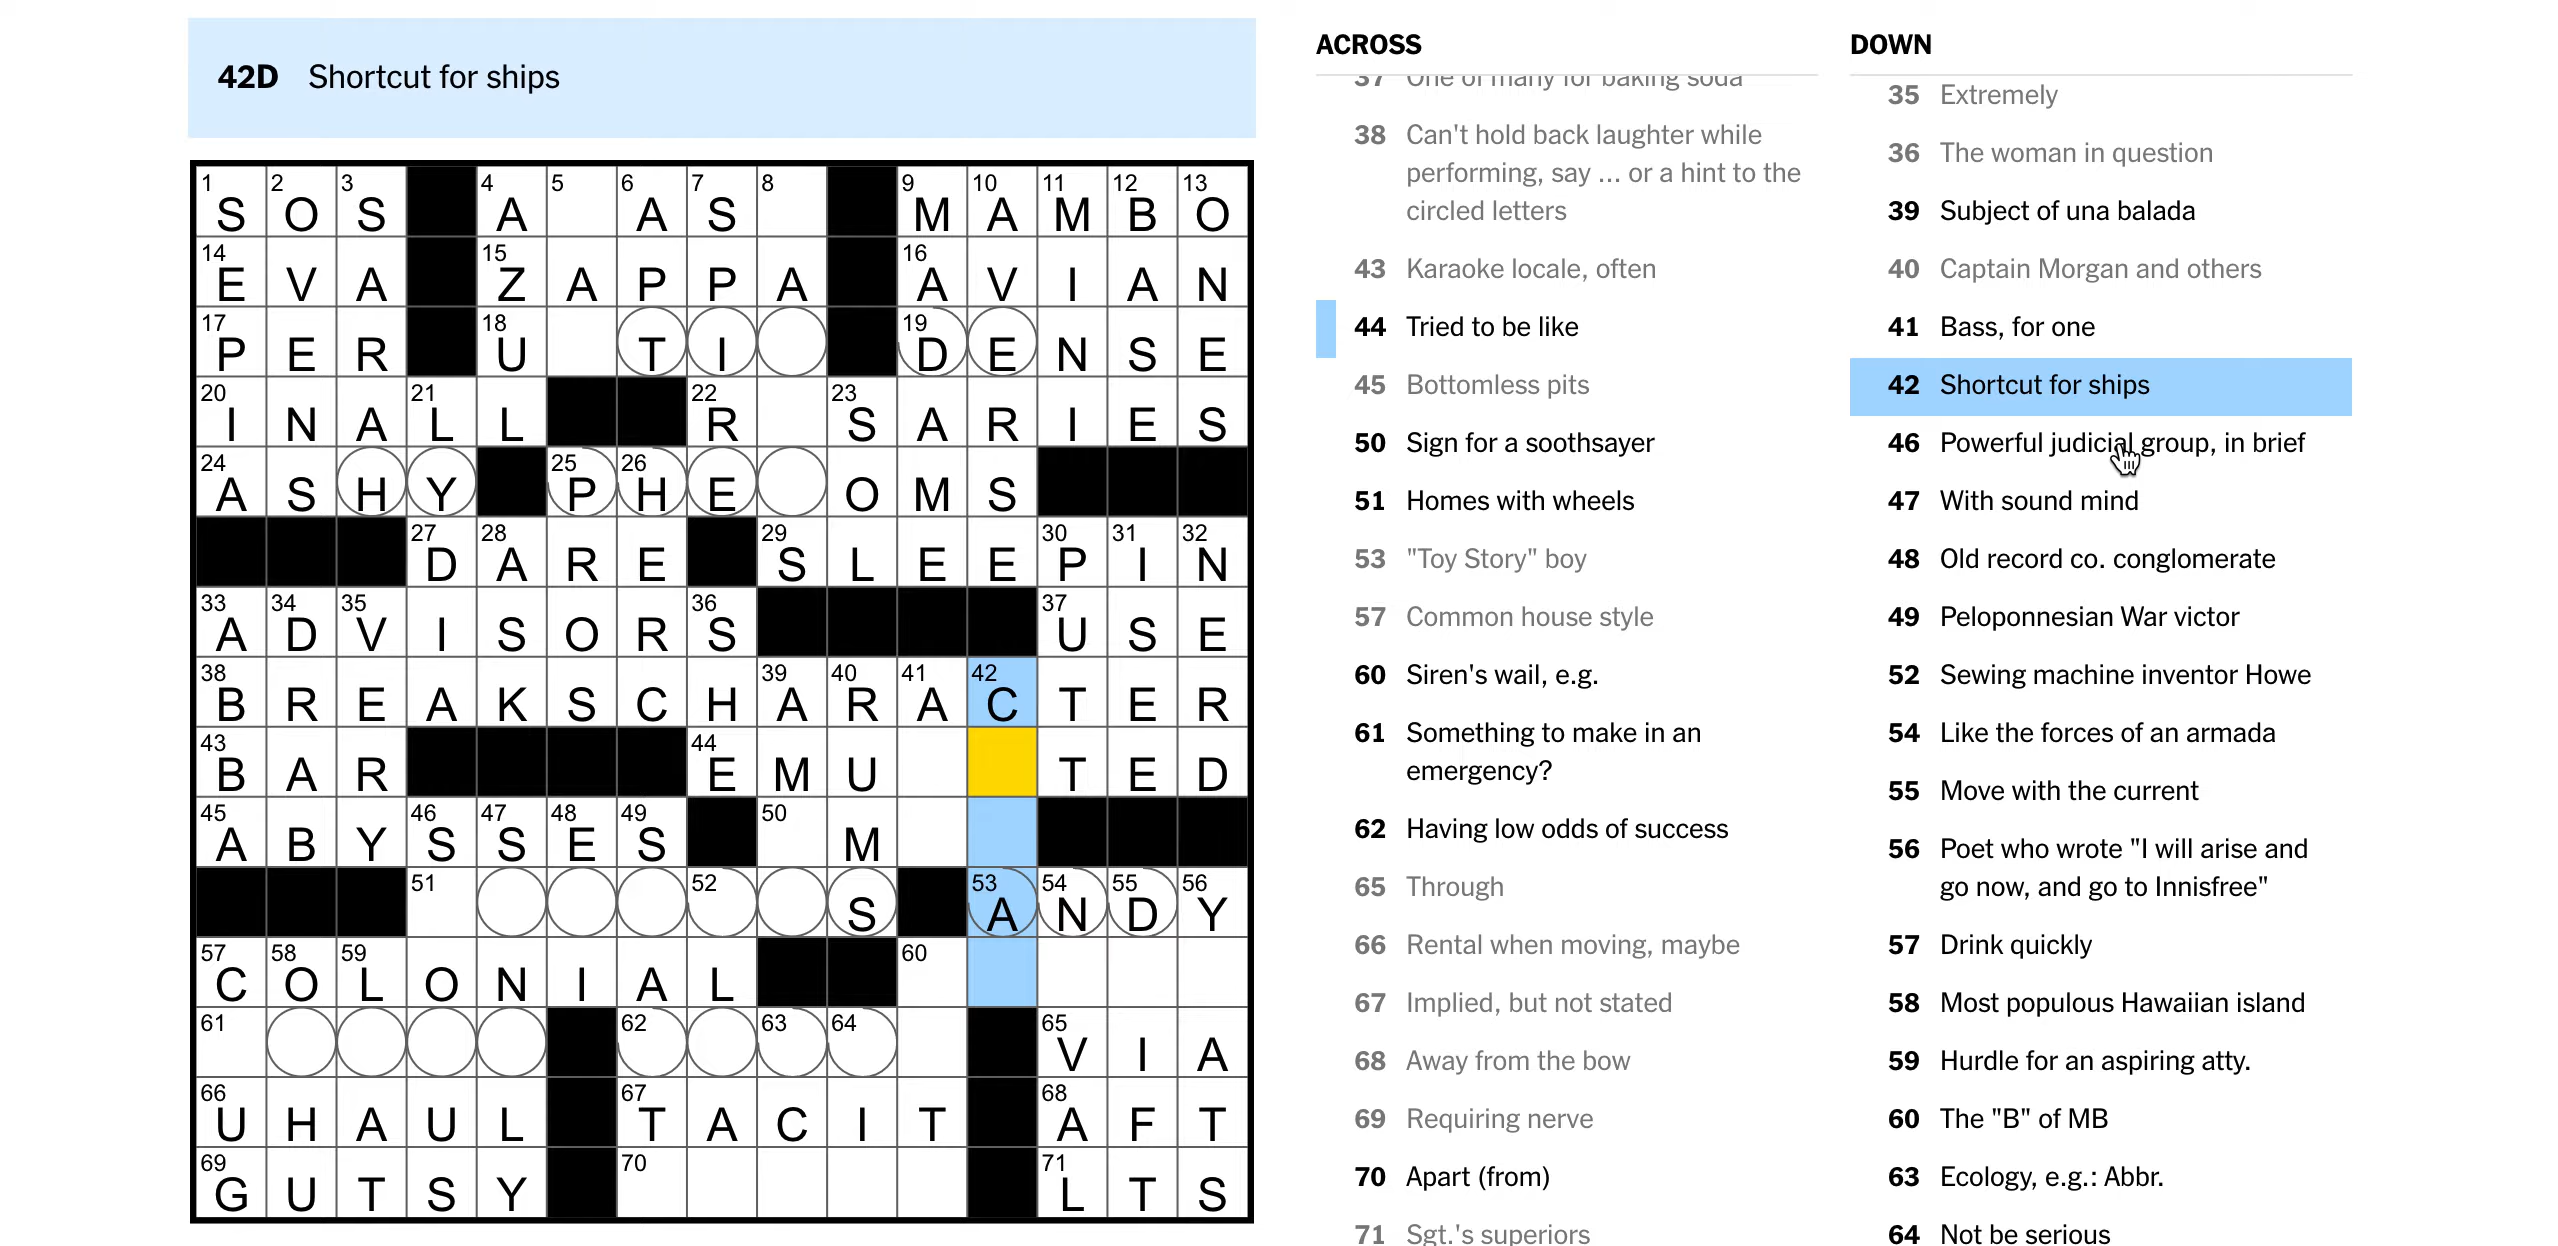 42D Shortcut for ships
1 2 3 4 5 6 7 8 9 10 11 12 13
S O S A A S M A M B O
14 15 16
E V A Z A P P A A V I A N
17 18 19
P E R U T I D E N S E
20 21 22 23
I N A L L R S A R I E S
24 25 26
A S H Y P H E O M S
27 28 29 30 31 32
D A R E S L E E P I N
33 34 35 36 37
A D V I S O R S U S E
38 39 40 41 42
B R E A K S C H A R A C T E R
43 44
B A R E M U T E D
45 46 47 48 49 50
A B Y S S E S M
51 52 53 54 55 56
S A N D Y
57 58 59 60
C O L O N I A L
61 62 63 64 65
V I A
66 67 68
U H A U L T A C I T A F T
69 70 71
G U T S Y L T S
ACROSS
37 One of many for baking soda
38 Can't hold back laughter while
performing, say ... or a hint to the
circled letters
43 Karaoke locale, often
44 Tried to be like
45 Bottomless pits
50 Sign for a soothsayer
51 Homes with wheels
53 "Toy Story" boy
57 Common house style
60 Siren's wail, e.g.
61 Something to make in an
emergency?
62 Having low odds of success
65 Through
66 Rental when moving, maybe
67 Implied, but not stated
68 Away from the bow
69 Requiring nerve
70 Apart (from)
71 Sgt.'s superiors
DOWN
35 Extremely
36 The woman in question
39 Subject of una balada
40 Captain Morgan and others
41 Bass, for one
42 Shortcut for ships
46 Powerful judicial group, in brief
47 With sound mind
48 Old record co. conglomerate
49 Peloponnesian War victor
52 Sewing machine inventor Howe
54 Like the forces of an armada
55 Move with the current
56 Poet who wrote "I will arise and
go now, and go to Innisfree"
57 Drink quickly
58 Most populous Hawaiian island
59 Hurdle for an aspiring atty.
60 The "B" of MB
63 Ecology, e.g.: Abbr.
64 Not be serious